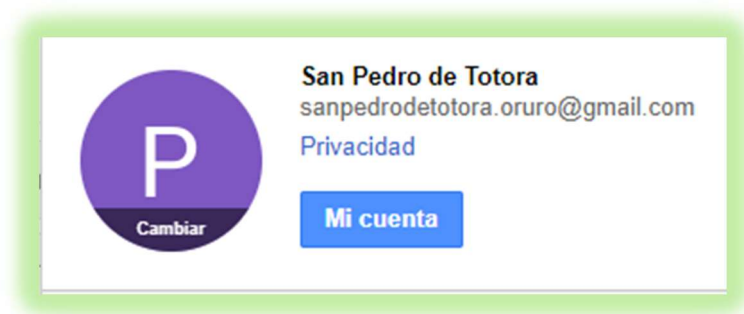 San Pedro de Totora
sanpedrodetotora.oruro@gmail.com
Privacidad
P
Cambiar
Mi cuenta